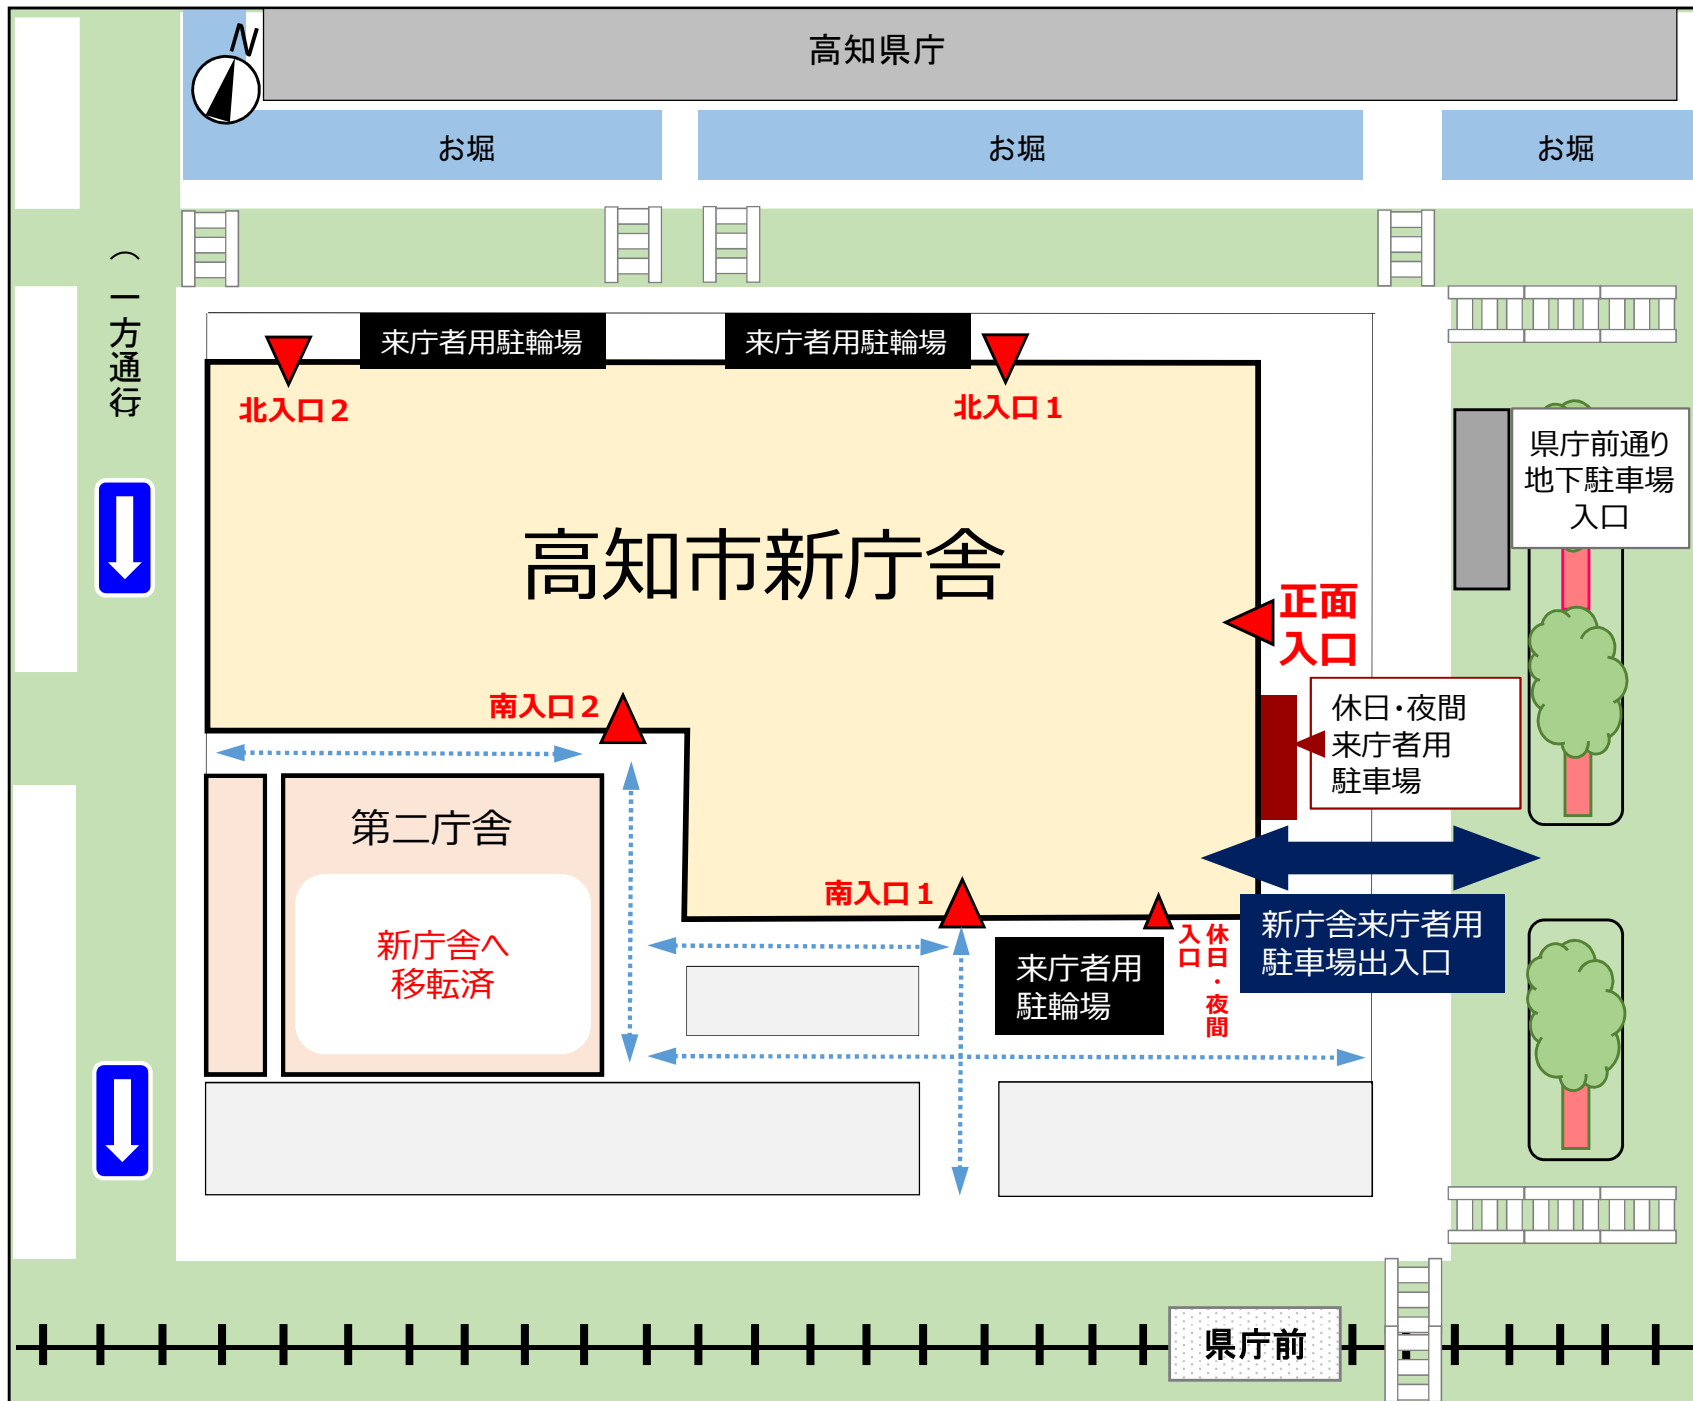 N
高知県庁
お堀
お堀
お堀
（一方通行）
来庁者用駐輪場
来庁者用駐輪場
北入口２
北入口１
県庁前通り
地下駐車場
入口
高知市新庁舎
正面
入口
南入口２
休日・夜間
来庁者用
駐車場
第二庁舎
新庁舎へ
移転済
南入口１
休日・夜間
入口
来庁者用
駐輪場
新庁舎来庁者用
駐車場出入口
県庁前